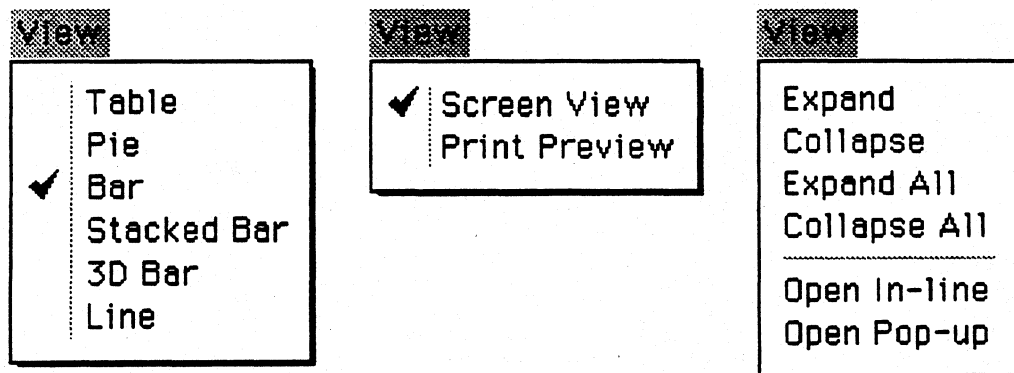 View
Table
Pie
Bar
Stacked Bar
3D Bar
Line
View
Screen View
Print Preview
View
Expand
Collapse
Expand All
Collapse All
Open In-line
Open Pop-up